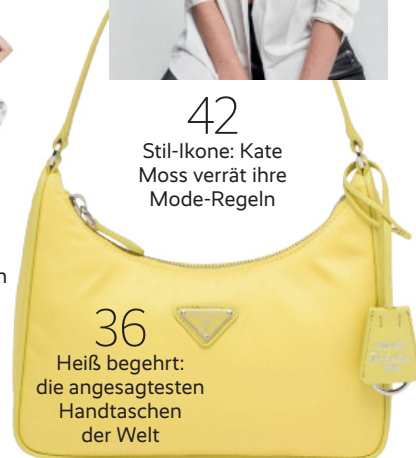 42
Stil-Ikone: Kate
Moss verrät ihre
Mode-Regeln
n
36
Heiß begehrt:
die angesagtesten
Handtaschen
der Welt